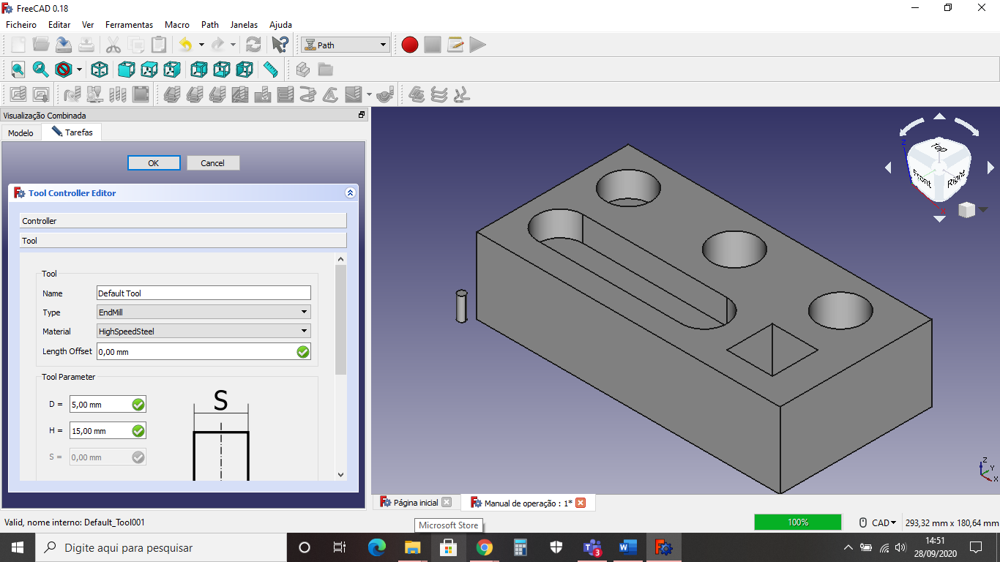 FreeCAD 0.18
Ficheiro Editar Ver Ferramentas Macro Path Janelas Ajuda
Path
Visualização Combinada
Modelo Tarefas
OK Cancel
Tool Controller Editor
Controller
Tool
Tool
Name Default Tool
Type EndMill
Material HighSpeedSteel
Length Offset 0,00 mm
Tool Parameter
D = 5,00 mm
H = 15,00 mm
S = 0,00 mm
S
Top
Front
Right
Z
X
Z
Y
X
Página inicial
Manual de operação : 1*
Valid, nome interno: Default_Tool001
Microsoft Store
100%
CAD
293,32 mm x 180,64 mm
Digite aqui para pesquisar
3
14:51
28/09/2020